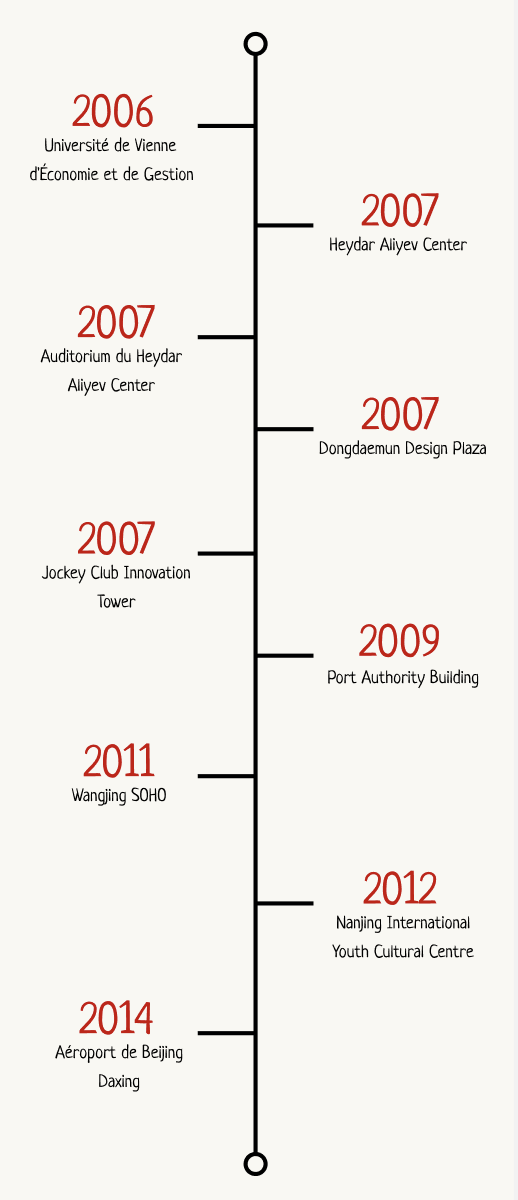 2006
Université de Vienne
d'Économie et de Gestion
2007
Heydar Aliyev Center
2007
Auditorium du Heydar
Aliyev Center
2007
Dongdaemun Design Plaza
2007
Jockey Club Innovation
Tower
2009
Port Authority Building
2011
Wangjing SOHO
2012
Nanjing International
Youth Cultural Centre
2014
Aéroport de Beijing
Daxing